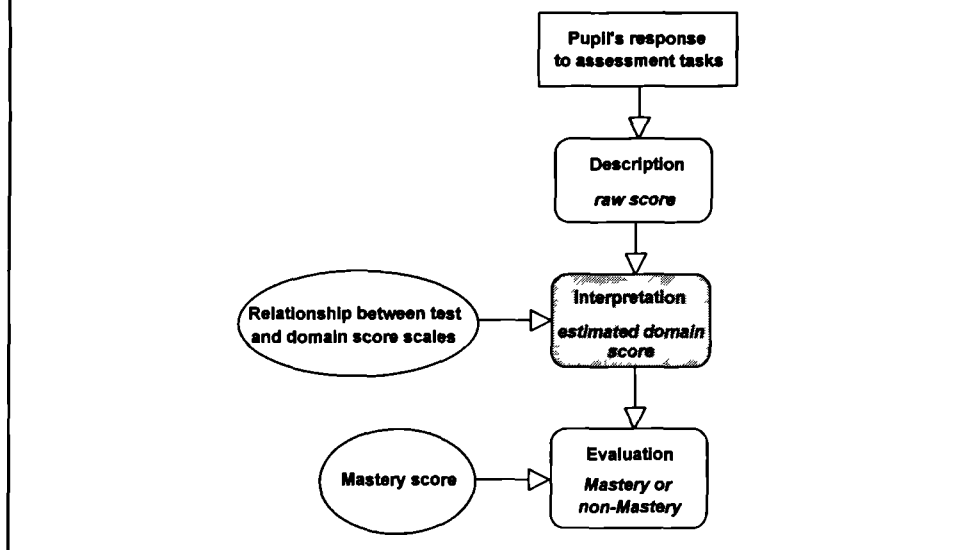 Pupil's response
to assessment tasks
Description
raw score
Relationship between test
and domain score scales
Interpretation
estimated domain
score
Mastery score
Evaluation
Mastery or
non-Mastery